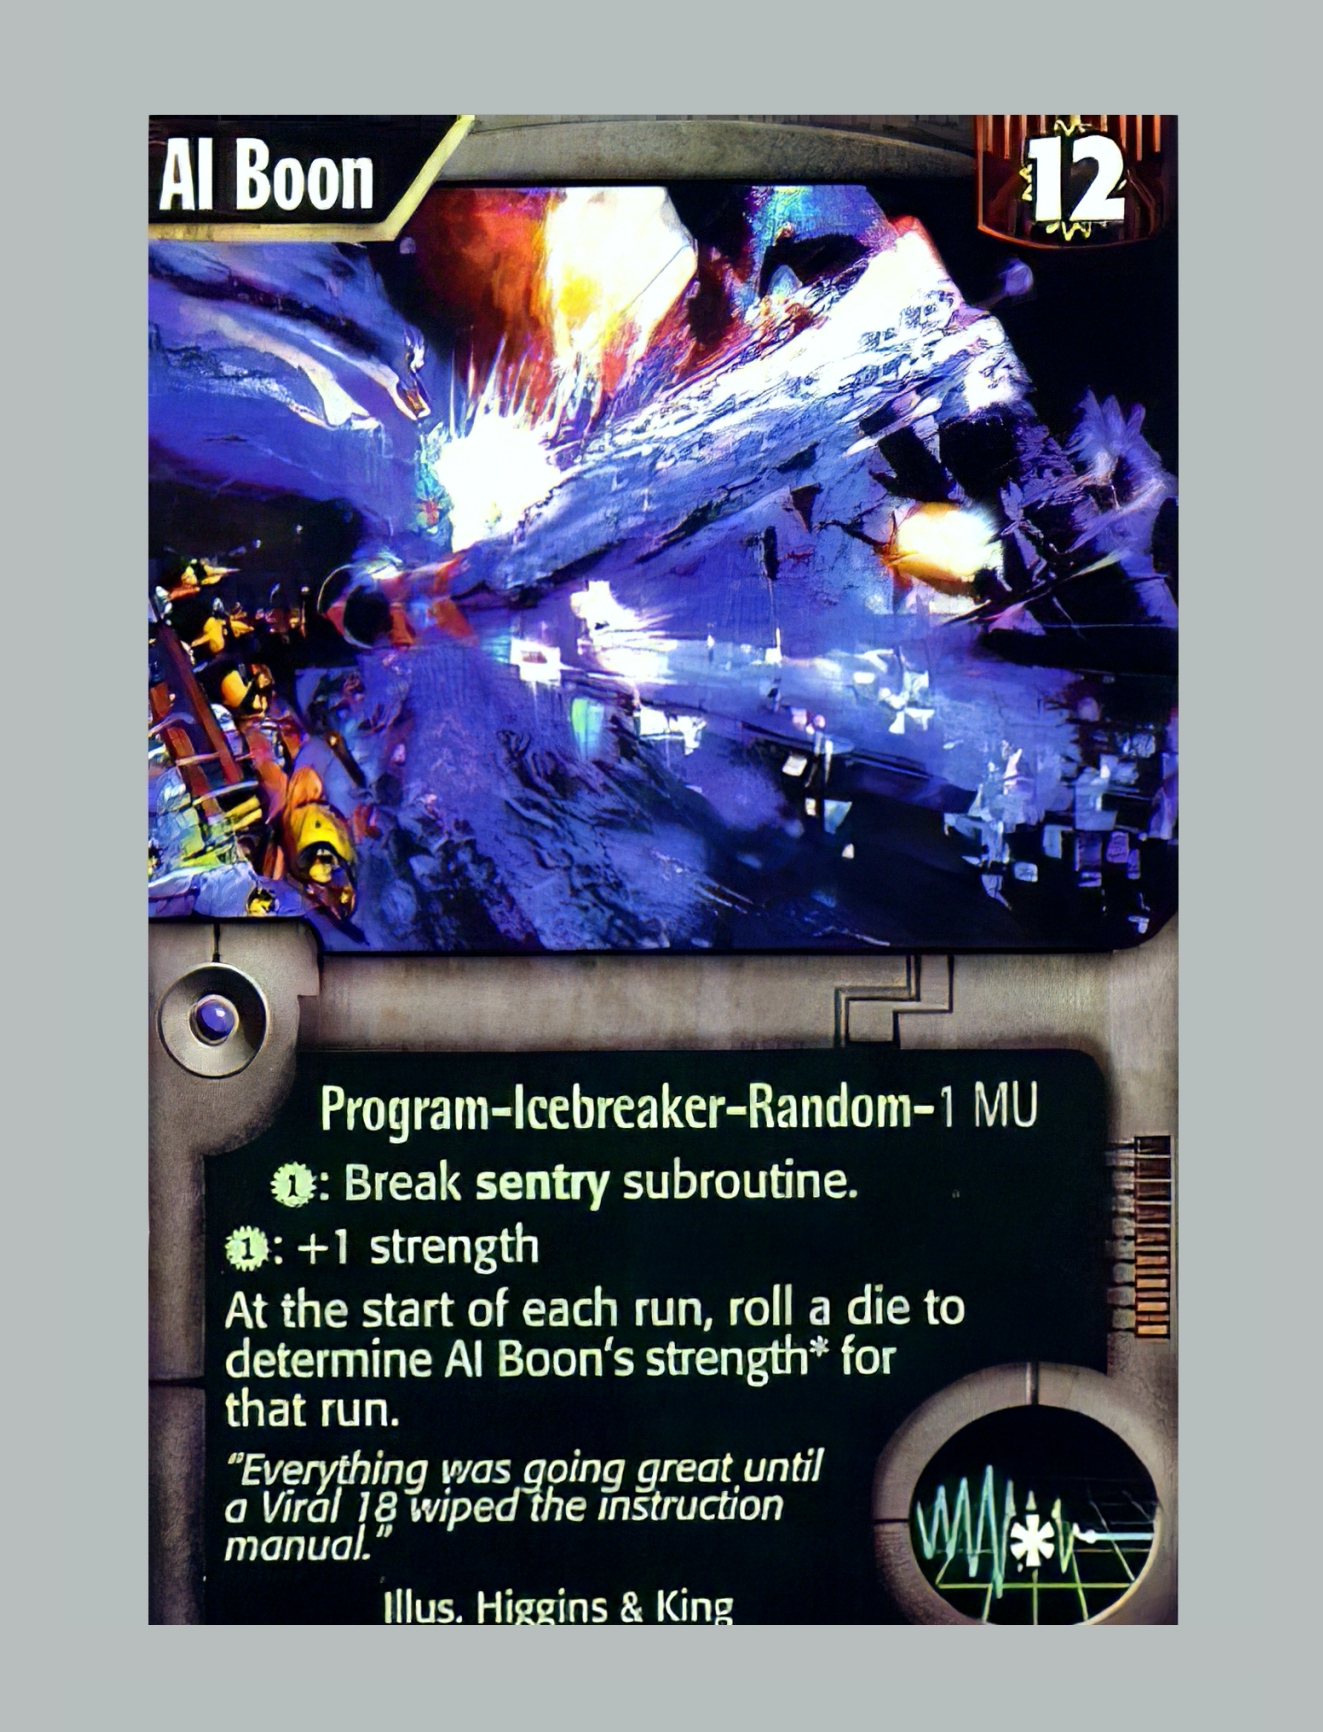 AI Boon
12
Program-Icebreaker-Random-1 MU
1: Break sentry subroutine.
1: +1 strength
At the start of each run, roll a die to
determine AI Boon's strength* for
that run.
"Everything was going great until
a Viral 18 wiped the instruction
manual."
*
Illus. Higgins & King